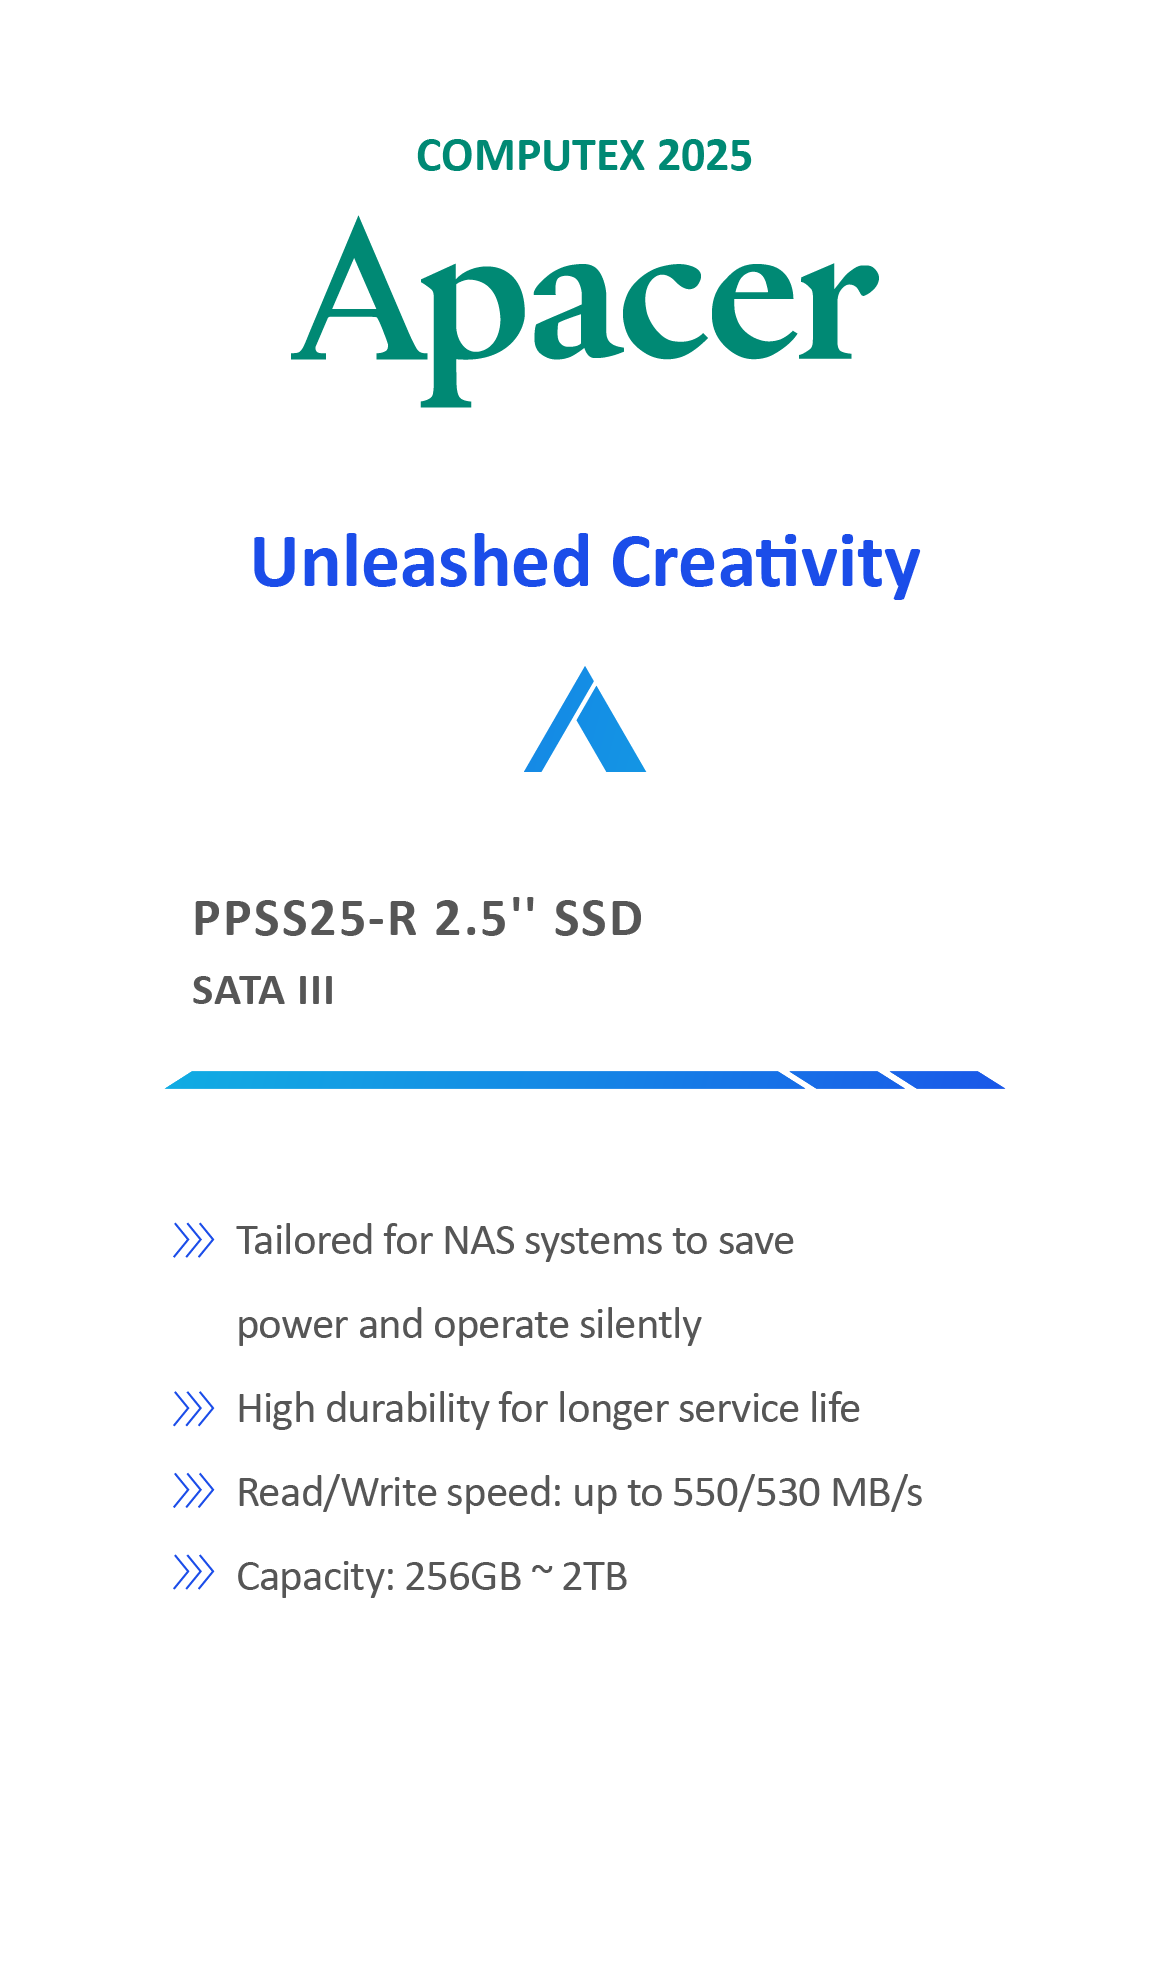 COMPUTEX 2025
Apacer
Unleashed Creativity
PPSS25-R 2.5'' SSD
SATA III
Tailored for NAS systems to save
power and operate silently
High durability for longer service life
Read/Write speed: up to 550/530 MB/s
Capacity: 256GB ~ 2TB